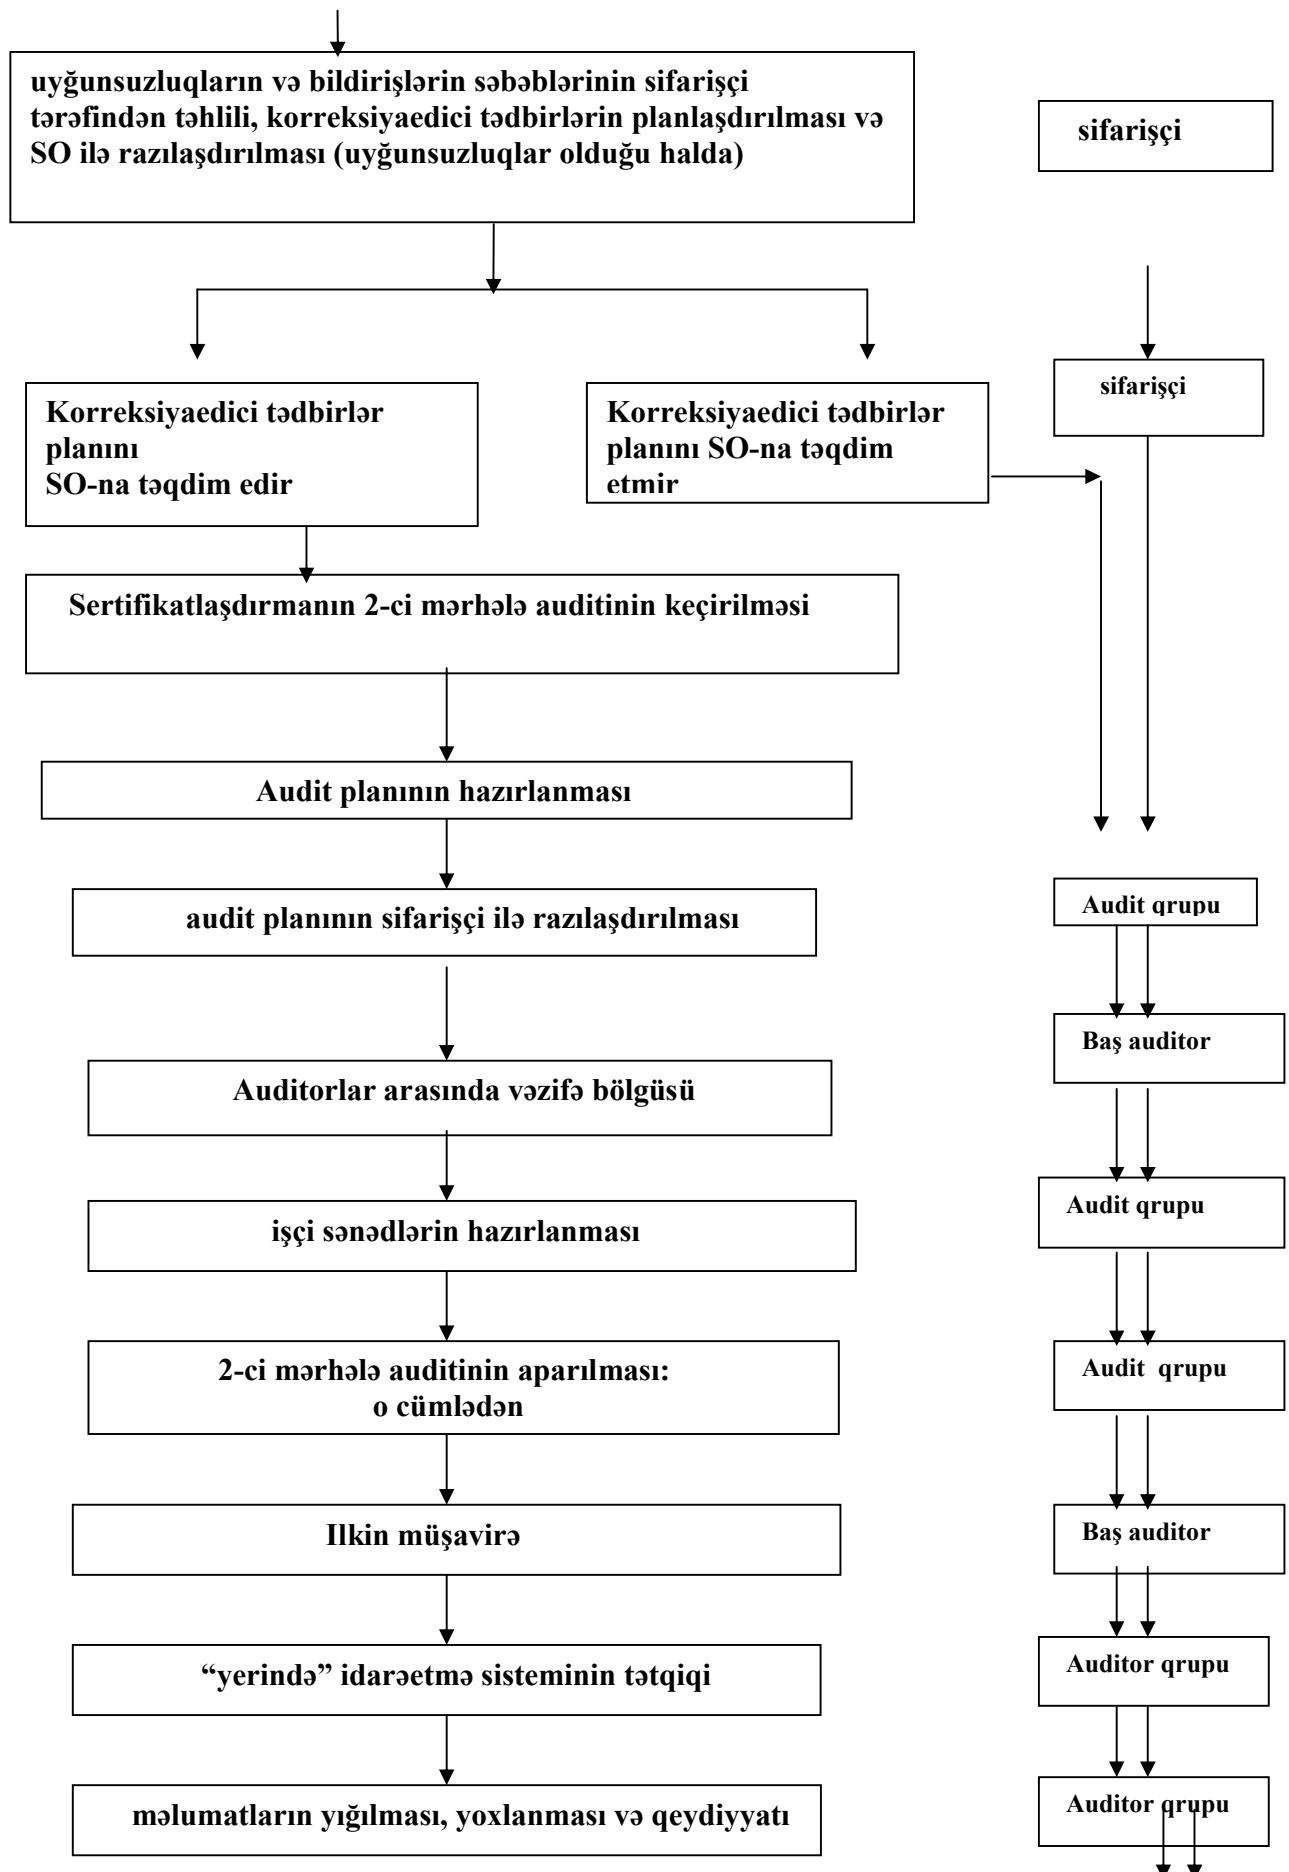 uyğunsuzluqların və bildirişlərin səbəblərinin sifarişçi
tərəfindən təhlili, korreksiyaedici tədbirlərin planlaşdırılması və
SO ilə razılaşdırılması (uyğunsuzluqlar olduğu halda)
sifarişçi
Korreksiyaedici tədbirlər
planını
SO-na təqdim edir
Korreksiyaedici tədbirlər
planını SO-na təqdim
etmir
sifarişçi
Sertifikatlaşdırmanın 2-ci mərhələ auditinin keçirilməsi
Audit planının hazırlanması
audit planının sifarişçi ilə razılaşdırılması
Audit qrupu
Baş auditor
Auditorlar arasında vəzifə bölgüsü
işçi sənədlərin hazırlanması
Audit qrupu
2-ci mərhələ auditinin aparılması:
o cümlədən
Audit qrupu
Ilkin müşavirə
Baş auditor
“yerində” idarəetmə sisteminin tətqiqi
Auditor qrupu
məlumatların yığılması, yoxlanması və qeydiyyatı
Auditor qrupu